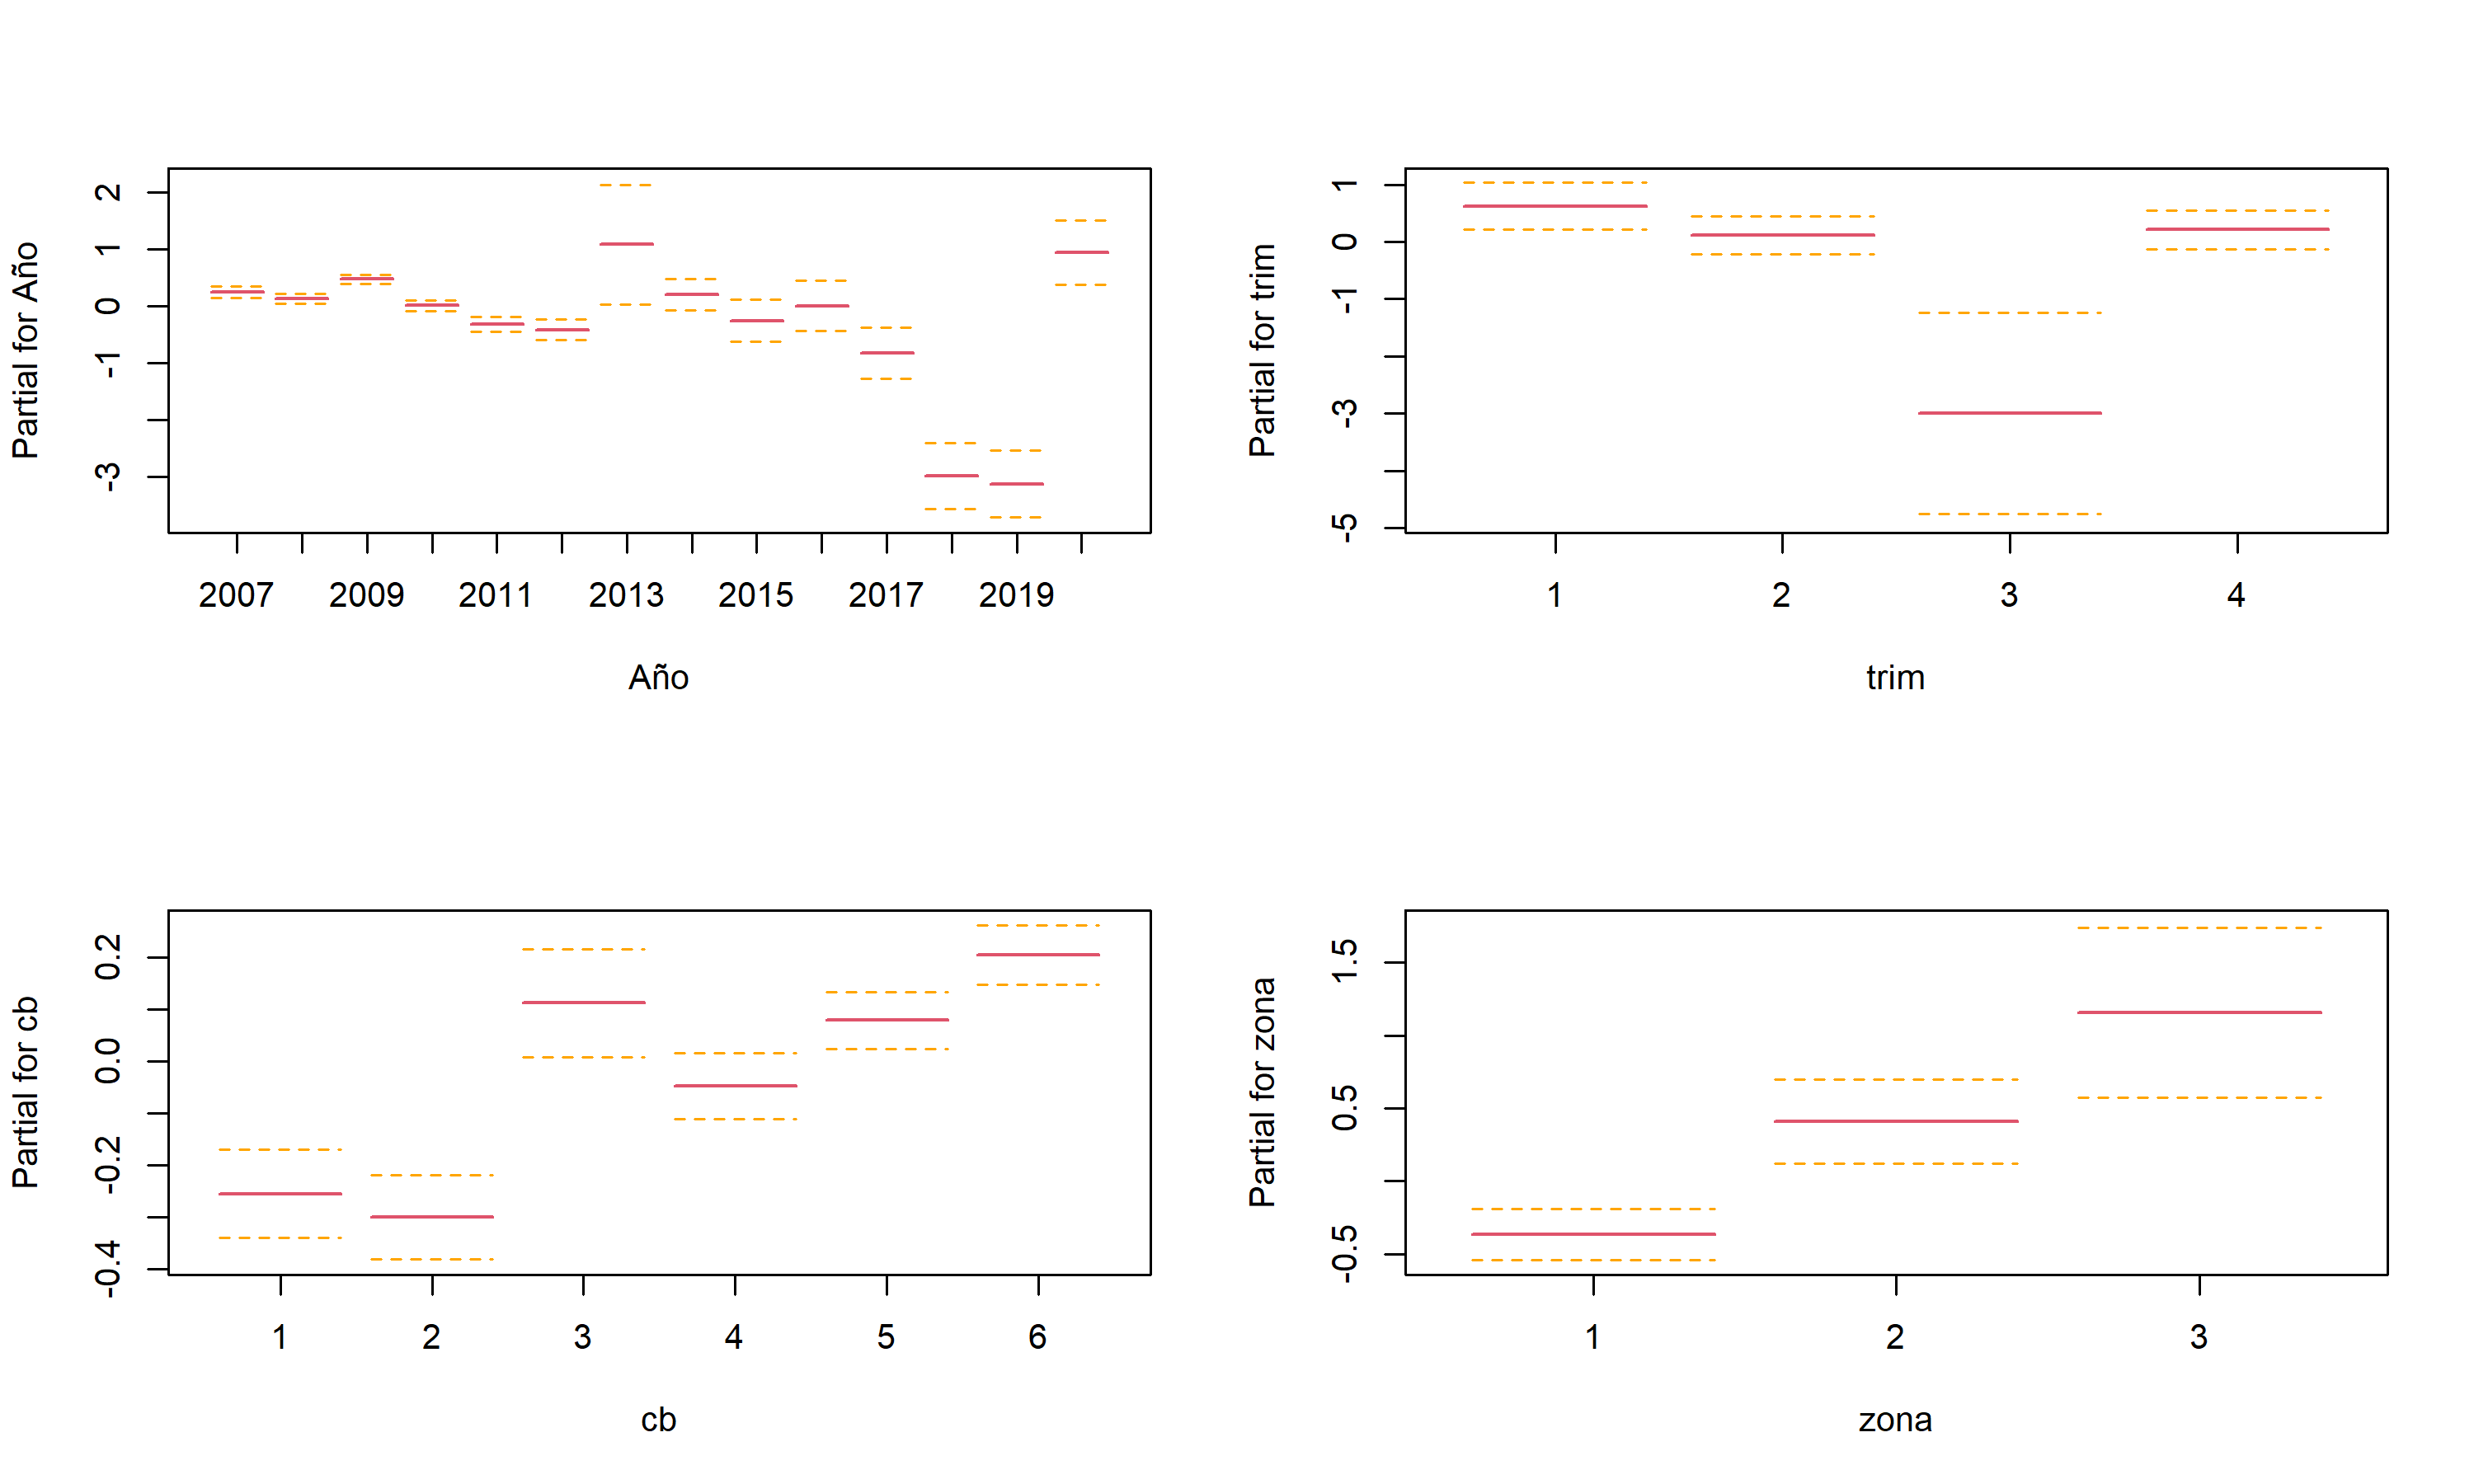 Partial for Año
2
1
0
-1
-3
2007 2009 2011 2013 2015 2017 2019
Año
Partial for trim
1
0
-1
-3
-5
1 2 3 4
trim
Partial for cb
0.2
0.0
-0.2
-0.4
1 2 3 4 5 6
cb
Partial for zona
1.5
0.5
-0.5
1 2 3
zona